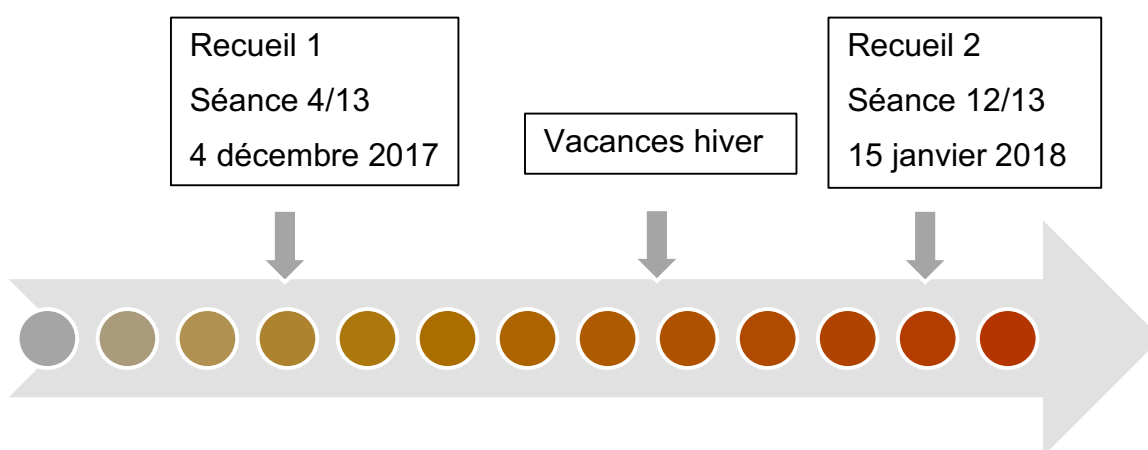 Recueil 1
Séance 4/13
4 décembre 2017
Vacances hiver
Recueil 2
Séance 12/13
15 janvier 2018